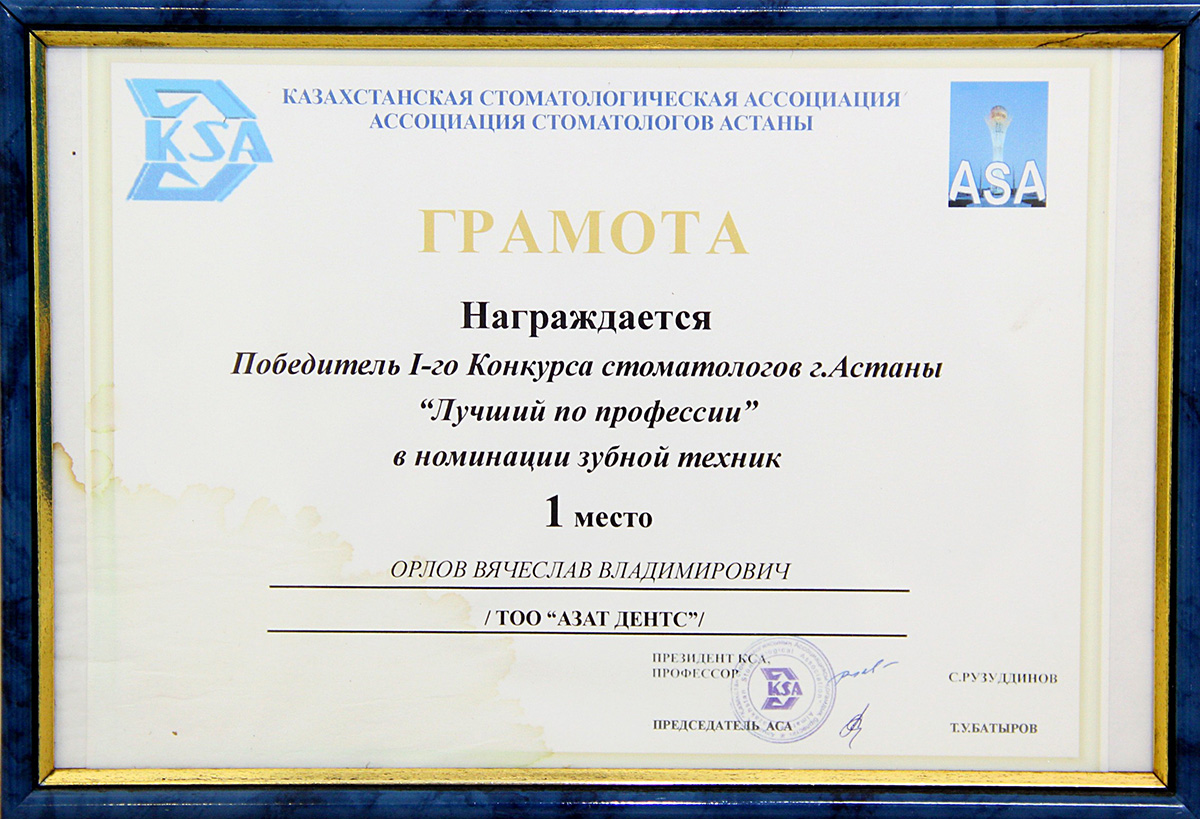 KSA
КАЗАХСТАНСКАЯ СТОМАТОЛОГИЧЕСКАЯ АССОЦИАЦИЯ
АССОЦИАЦИЯ СТОМАТОЛОГОВ АСТАНЫ
ASA
ГРАМОТА
Награждается
Победитель I-го Конкурса стоматологов г.Астаны
“Лучший по профессии”
в номинации зубной техник
1 место
ОРЛОВ ВЯЧЕСЛАВ ВЛАДИМИРОВИЧ
/ ТОО “АЗАТ ДЕНТС”/
ПРЕЗИДЕНТ КСА,
ПРОФЕССОР
С.РУЗУДДИНОВ
KSA
ПРЕДСЕДАТЕЛЬ АСА
Т.У.БАТЫРОВ